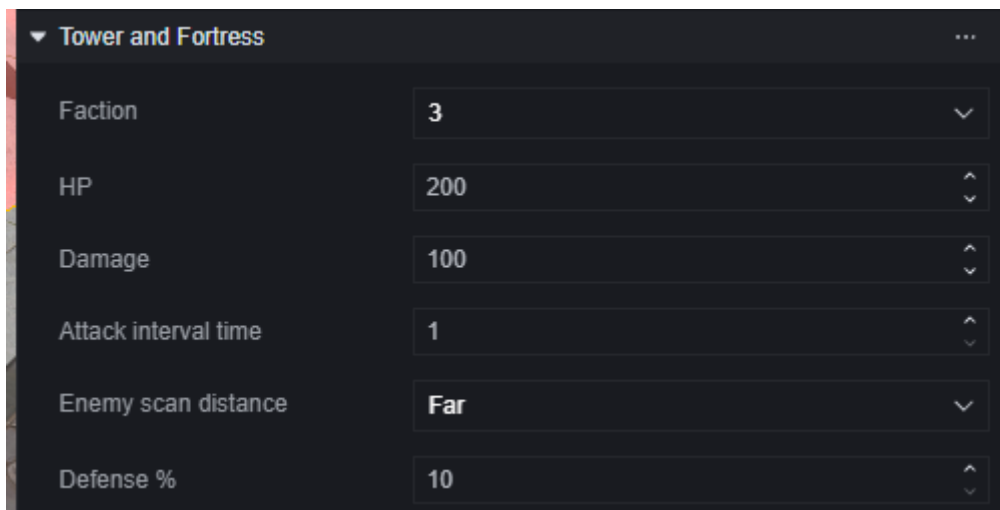 Tower and Fortress
Faction 3
HP 200
Damage 100
Attack interval time 1
Enemy scan distance Far
Defense % 10